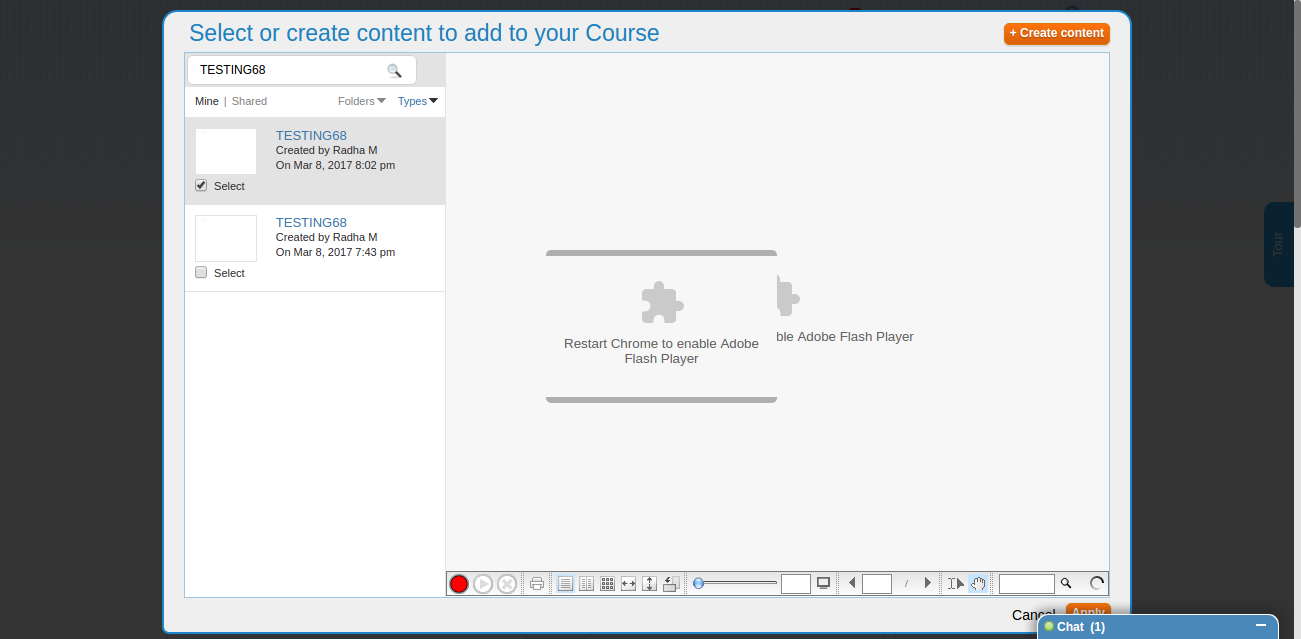 Select or create content to add to your Course
+ Create content
TESTING68
Mine | Shared
Folders
Types
TESTING68
Created by Radha M
On Mar 8, 2017 8:02 pm
Select
TESTING68
Created by Radha M
On Mar 8, 2017 7:43 pm
Select
Restart Chrome to enable Adobe
Flash Player
ble Adobe Flash Player
/
Tour
Cancel
Apply
Chat (1)